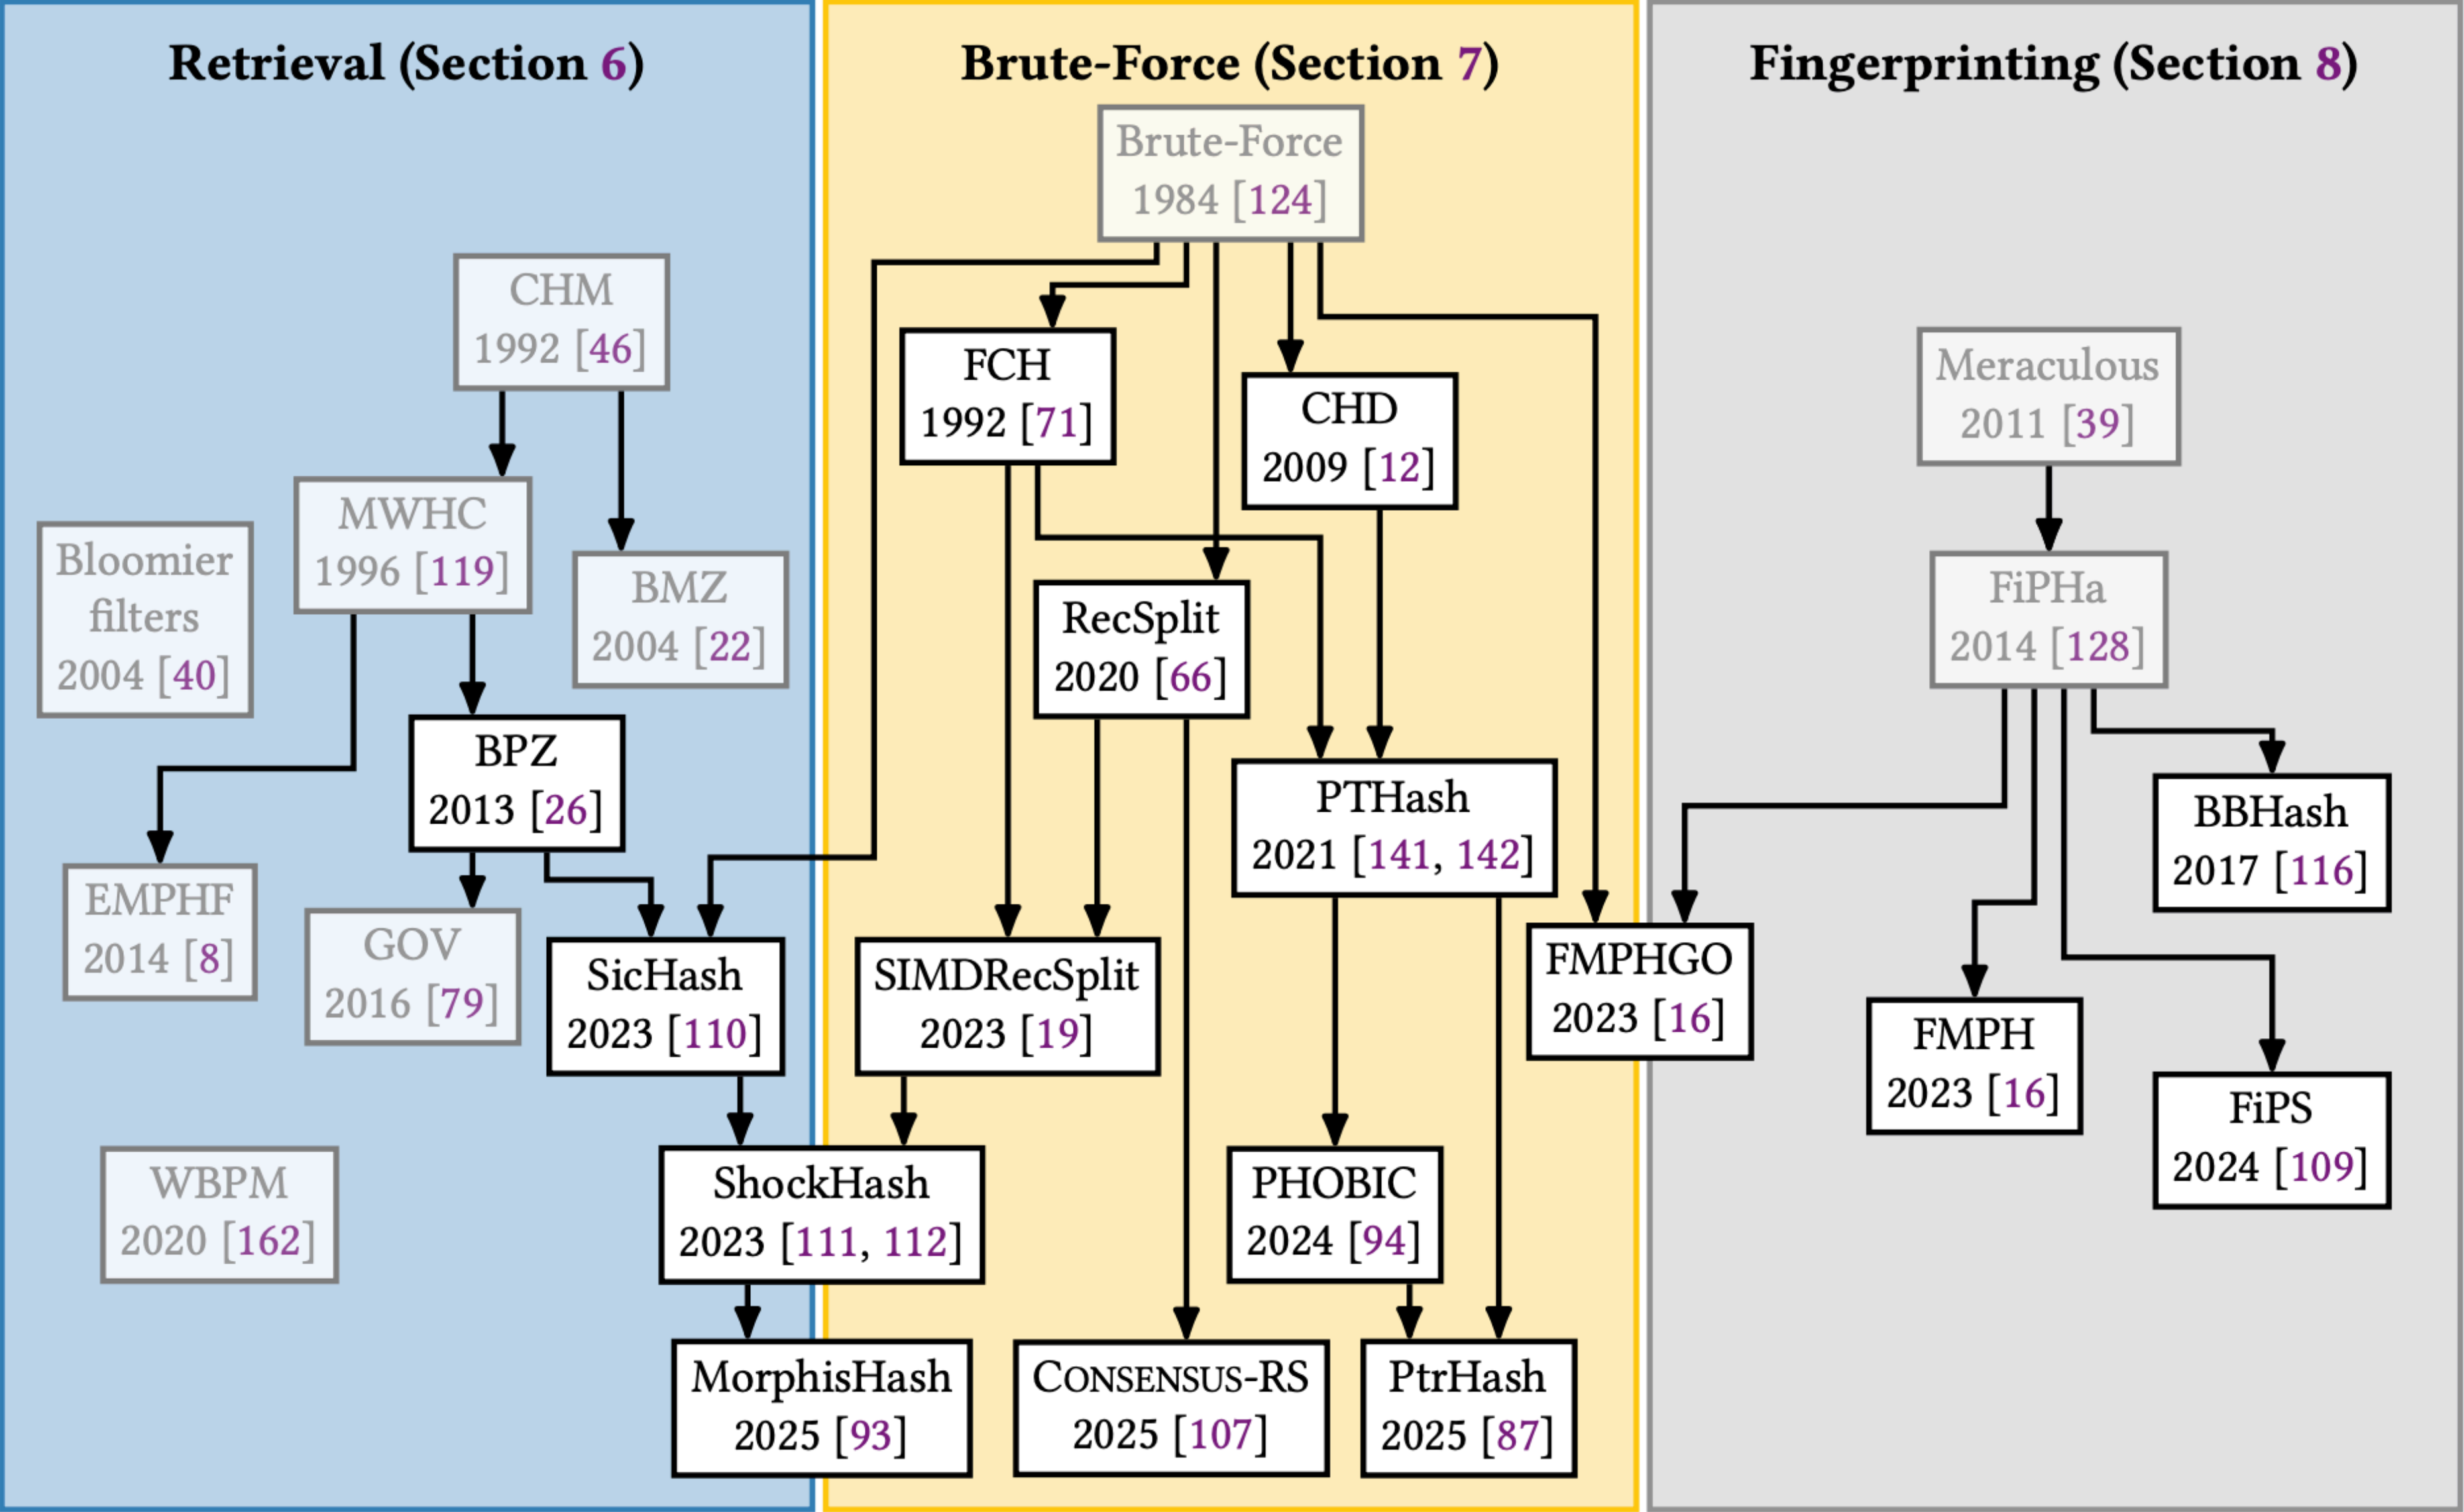 Retrieval (Section 6)
CHM
1992 [46]
MWHC
1996 [119]
Bloomier
filters
2004 [40]
BMZ
2004 [22]
BPZ
2013 [26]
EMPHF
2014 [8]
GOV
2016 [79]
SicHash
2023 [110]
WBPM
2020 [162]
ShockHash
2023 [111, 112]
MorphisHash
2025 [93]
Brute-Force (Section 7)
Brute-Force
1984 [124]
FCH
1992 [71]
CHD
2009 [12]
RecSplit
2020 [66]
PTHash
2021 [141, 142]
SIMDRecSplit
2023 [19]
FMPHGO
2023 [16]
PHOBIC
2024 [94]
CONSENSUS-RS
2025 [107]
PtrHash
2025 [87]
Fingerprinting (Section 8)
Meraculous
2011 [39]
FiPHa
2014 [128]
BBHash
2017 [116]
FMPH
2023 [16]
FiPS
2024 [109]